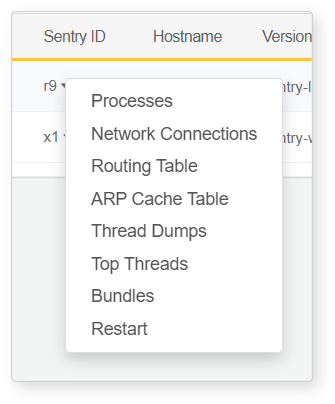 Sentry ID Hostname Version
r9
Processes
Network Connections
x1
Routing Table
ARP Cache Table
Thread Dumps
Top Threads
Bundles
Restart